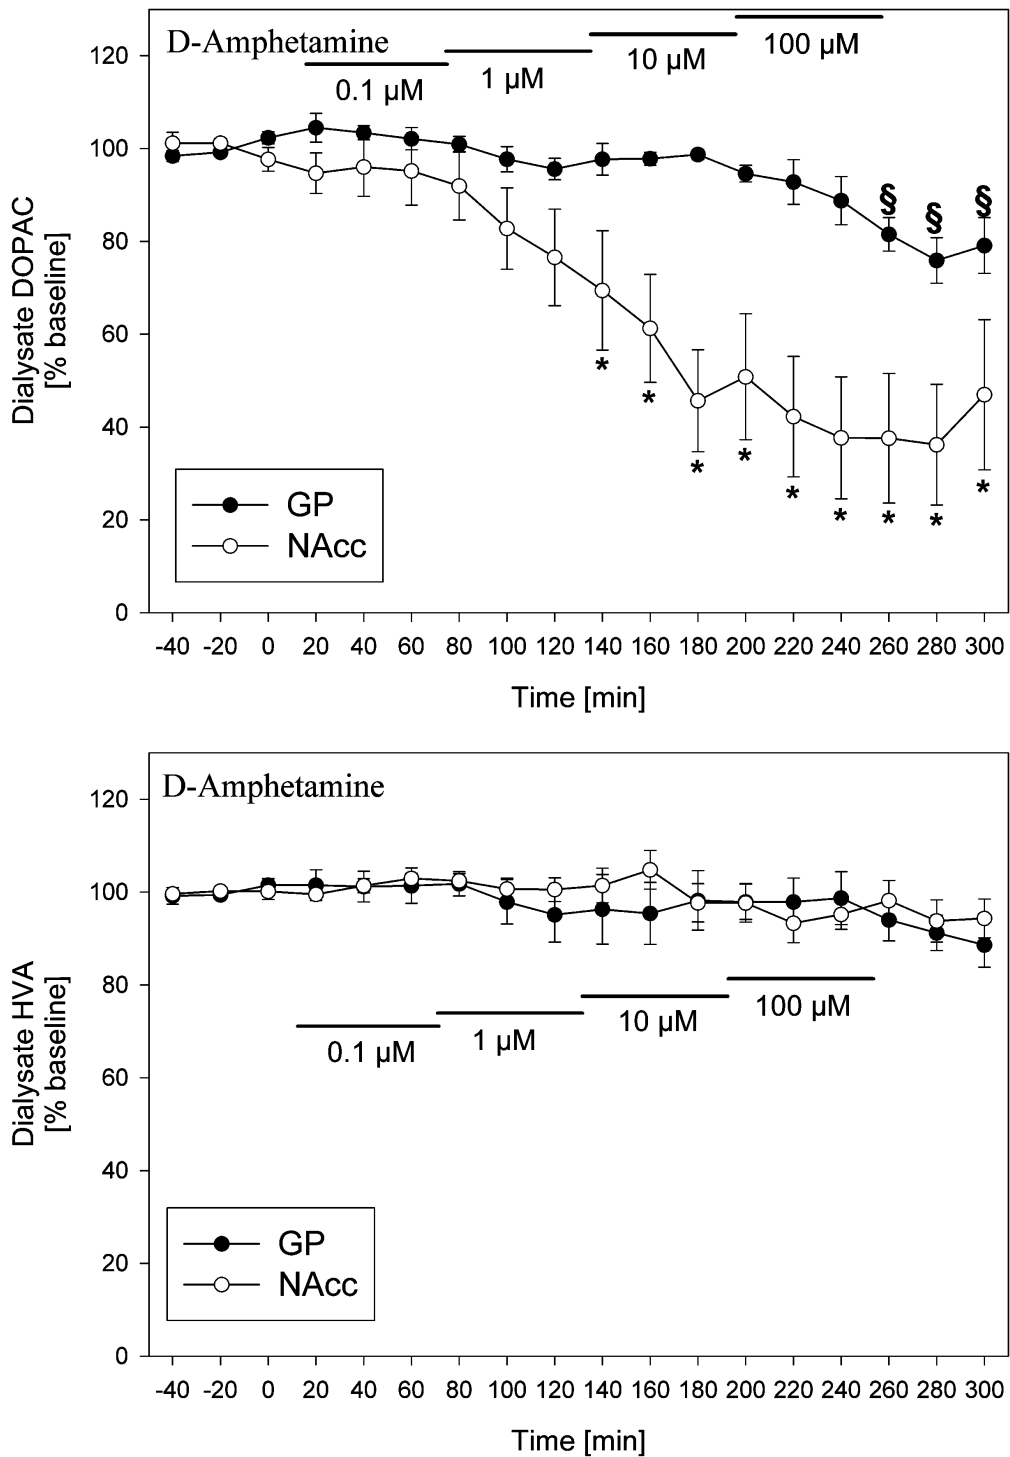 D-Amphetamine
0.1 µM
1 µM
10 µM
100 µM
Dialysate DOPAC
[% baseline]
120
100
80
60
40
20
0
§ § §
* * * * * * * * *
GP
NAcc
-40 -20 0 20 40 60 80 100 120 140 160 180 200 220 240 260 280 300
Time [min]
D-Amphetamine
Dialysate HVA
[% baseline]
120
100
80
60
40
20
0
0.1 µM
1 µM
10 µM
100 µM
GP
NAcc
-40 -20 0 20 40 60 80 100 120 140 160 180 200 220 240 260 280 300
Time [min]